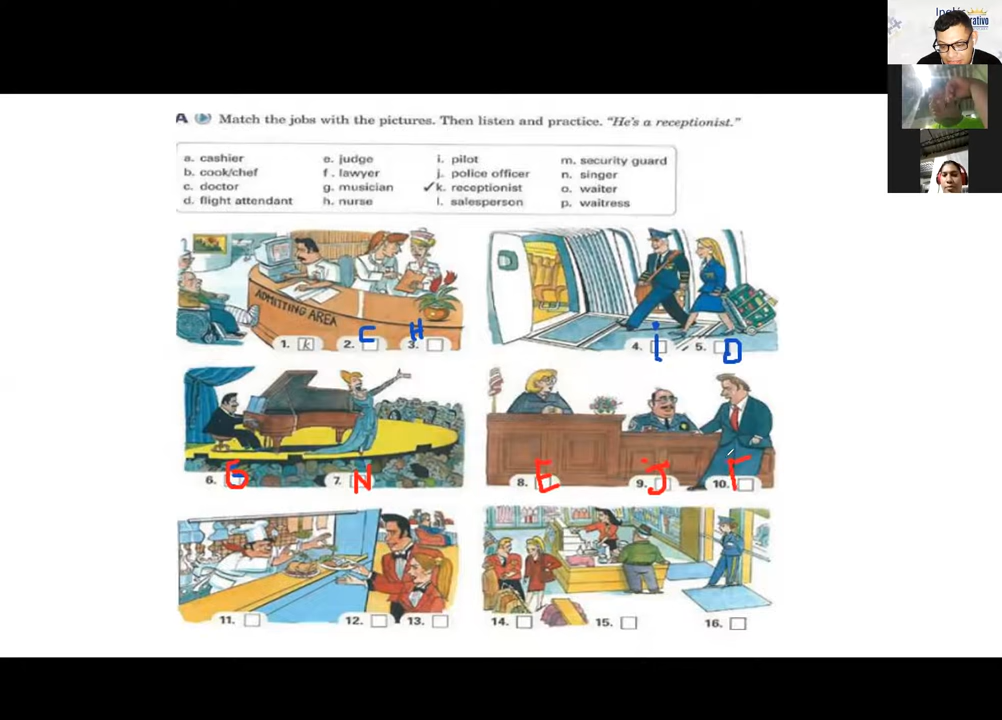 Inglés
rativo
A Match the jobs with the pictures. Then listen and practice. "He's a receptionist."
a. cashier e. judge i. pilot m. security guard
b. cook/chef f. lawyer j. police officer n. singer
c. doctor g. musician ✓k. receptionist o. waiter
d. flight attendant h. nurse l. salesperson p. waitress
ADMITTING AREA
1. k 2. C 3. H
4. i 5. D
6. G 7. N
8. E 9. J 10.
11. 12. 13.
14. 15. 16.